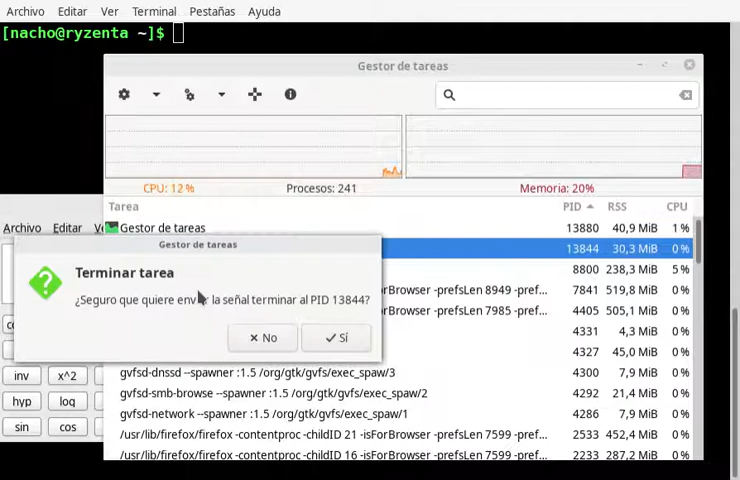 Archivo Editar Ver Terminal Pestañas Ayuda
[nacho@ryzenta ~]$
Gestor de tareas
CPU: 12 % Procesos: 241 Memoria: 20%
Tarea PID RSS CPU
Gestor de tareas 13880 40,9 MiB 1 %
13844 30,3 MiB 0 %
8800 238,3 MiB 5 %
orBrowser -prefsLen 8949 -pref... 7841 519,8 MiB 0 %
orBrowser -prefsLen 7985 -pref... 4405 505,1 MiB 0 %
4331 4,3 MiB 0 %
4327 45,0 MiB 0 %
gvfsd-dnssd --spawner :1.5 /org/gtk/gvfs/exec_spaw/3 4300 7,9 MiB 0 %
gvfsd-smb-browse --spawner :1.5 /org/gtk/gvfs/exec_spaw/2 4292 21,4 MiB 0 %
gvfsd-network --spawner :1.5 /org/gtk/gvfs/exec_spaw/1 4286 7,9 MiB 0 %
/usr/lib/firefox/firefox -contentproc -childID 21 -isForBrowser -prefsLen 7599 -pref... 2533 452,4 MiB 0 %
/usr/lib/firefox/firefox -contentproc -childID 16 -isForBrowser -prefsLen 7599 -pref... 2233 287,2 MiB 0 %
Archivo Editar Ve
Gestor de tareas
Terminar tarea
¿Seguro que quiere la señal terminar al PID 13844?
No Sí
inv x^2
hyp log
sin cos